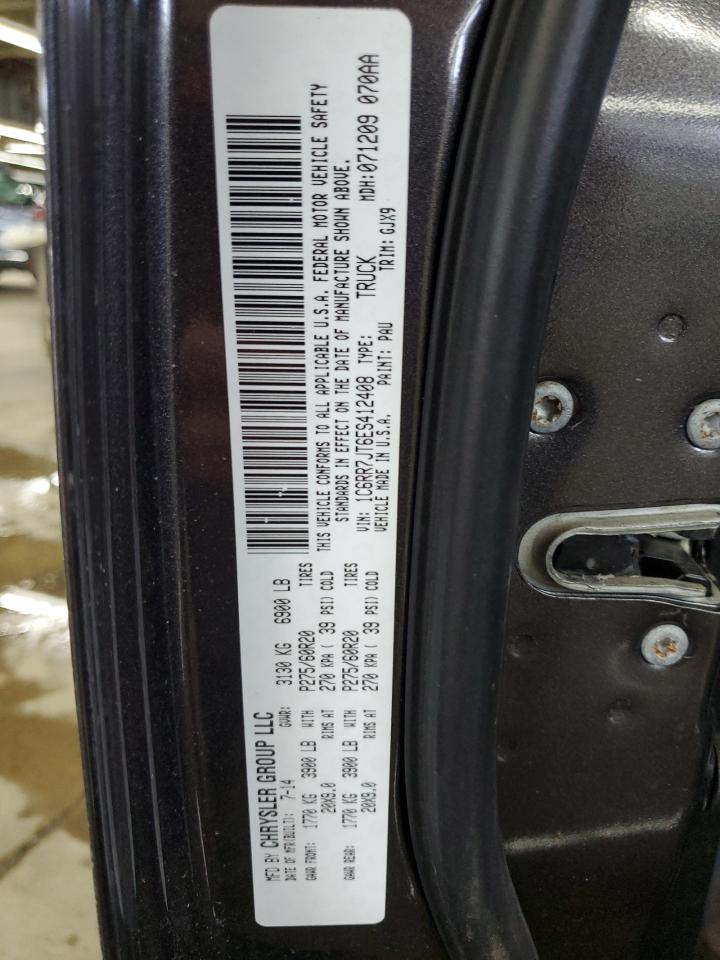 MFD BY CHRYSLER GROUP LLC
DATE OF MFR(BUILT): 7-14 GVWR: 3130 KG 6900 LB
GAWR FRONT: 1770 KG 3900 LB WITH P275/60R20 TIRES
20X9.0 RIMS AT 270 KPA ( 39 PSI) COLD
GAWR REAR: 1770 KG 3900 LB WITH P275/60R20 TIRES
20X9.0 RIMS AT 270 KPA ( 39 PSI) COLD
THIS VEHICLE CONFORMS TO ALL APPLICABLE U.S.A. FEDERAL MOTOR VEHICLE SAFETY
STANDARDS IN EFFECT ON THE DATE OF MANUFACTURE SHOWN ABOVE.
VIN: 1C6RR7JT6ES412408 TYPE: TRUCK MDH:071209 070AA
VEHICLE MADE IN U.S.A. PAINT: PAU TRIM: GJX9